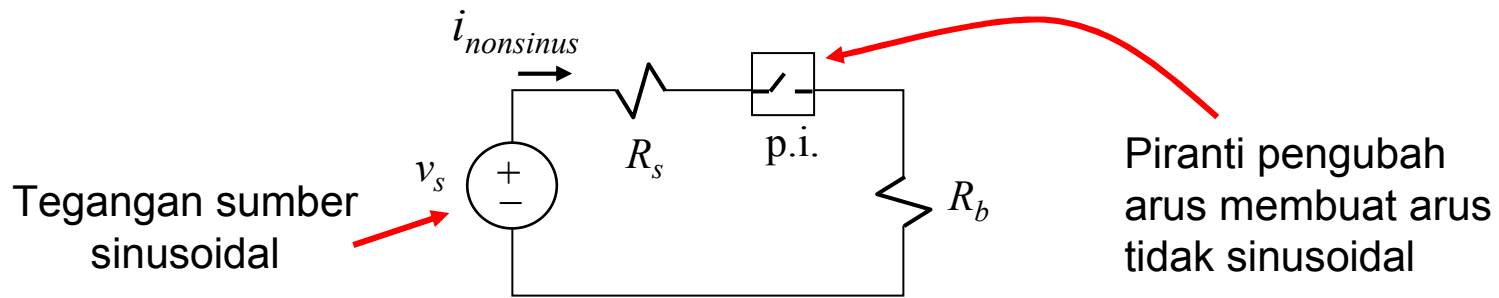 i_nonsinus
R_s
p.i.
v_s
+
−
R_b
Tegangan sumber
sinusoidal
Piranti pengubah
arus membuat arus
tidak sinusoidal